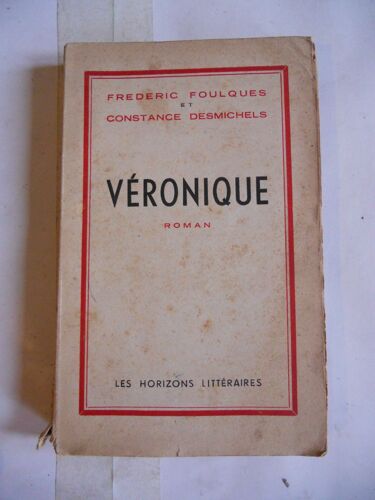 FREDERIC FOULQUES
ET
CONSTANCE DESMICHELS
VÉRONIQUE
ROMAN
LES HORIZONS LITTÉRAIRES